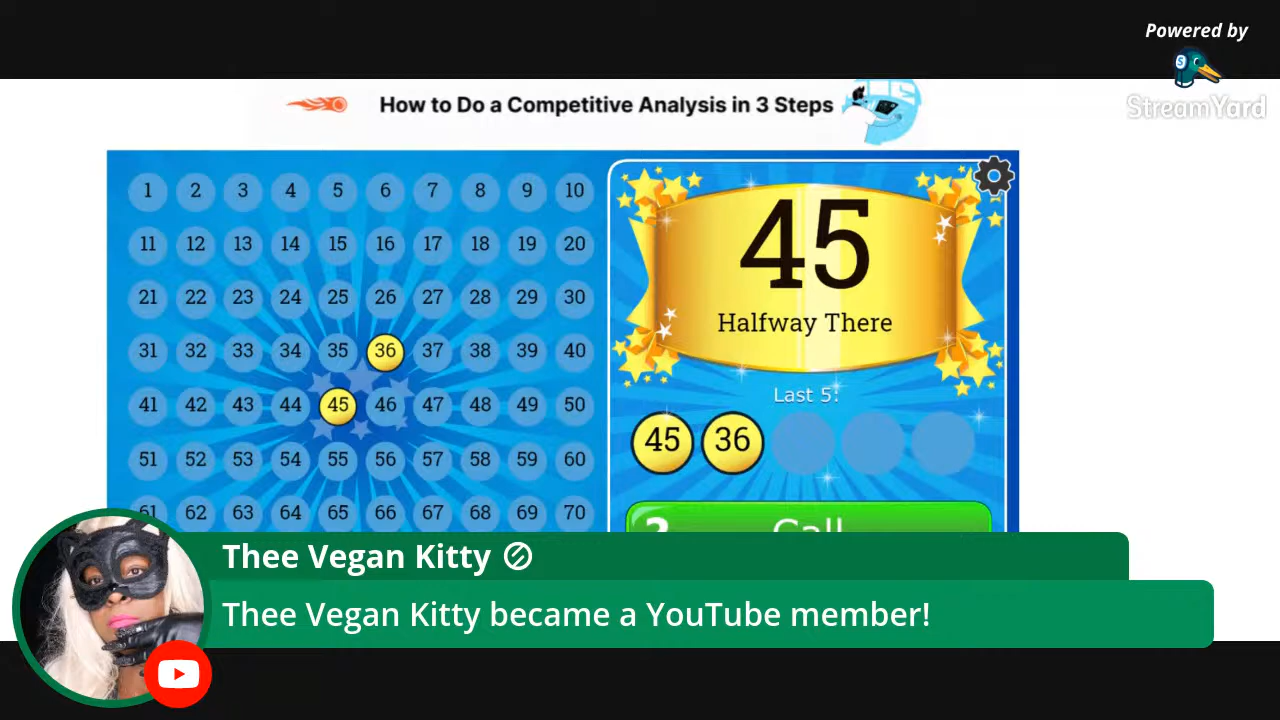 Powered by
StreamYard
How to Do a Competitive Analysis in 3 Steps
1 2 3 4 5 6 7 8 9 10
11 12 13 14 15 16 17 18 19 20
21 22 23 24 25 26 27 28 29 30
31 32 33 34 35 36 37 38 39 40
41 42 43 44 45 46 47 48 49 50
51 52 53 54 55 56 57 58 59 60
61 62 63 64 65 66 67 68 69 70
45
Halfway There
Last 5:
45 36
Call
Thee Vegan Kitty
Thee Vegan Kitty became a YouTube member!